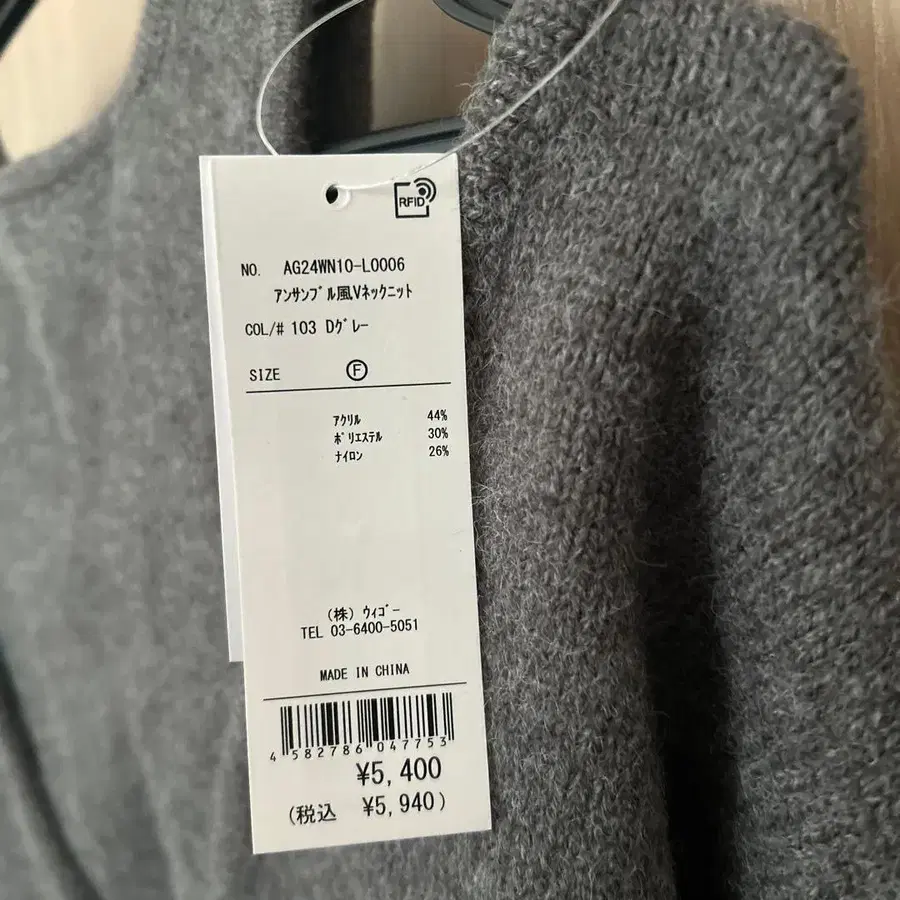 RFID
NO. AG24WN10-L0006
ｱﾝｻﾝﾌﾞﾙ風Vﾈｯｸﾆｯﾄ
COL/# 103 Dｸﾞﾚｰ
SIZE Ⓕ
ｱｸﾘﾙ 44%
ﾎﾟﾘｴｽﾃﾙ 30%
ﾅｲﾛﾝ 26%
(株) ｳｨｺﾞｰ
TEL 03-6400-5051
MADE IN CHINA
4 582786 047753
¥5,400
(税込 ¥5,940)